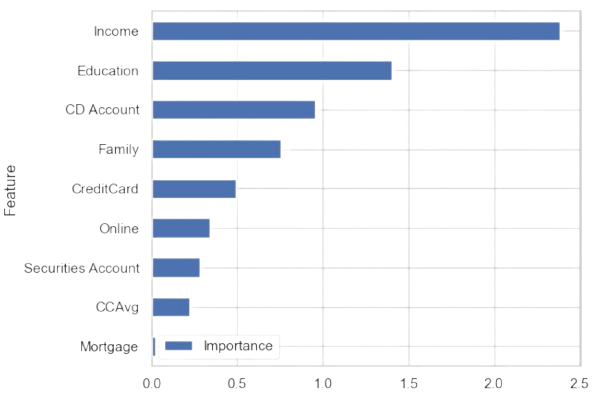 Feature
Income
Education
CD Account
Family
CreditCard
Online
Securities Account
CCAvg
Mortgage
Importance
0.0 0.5 1.0 1.5 2.0 2.5